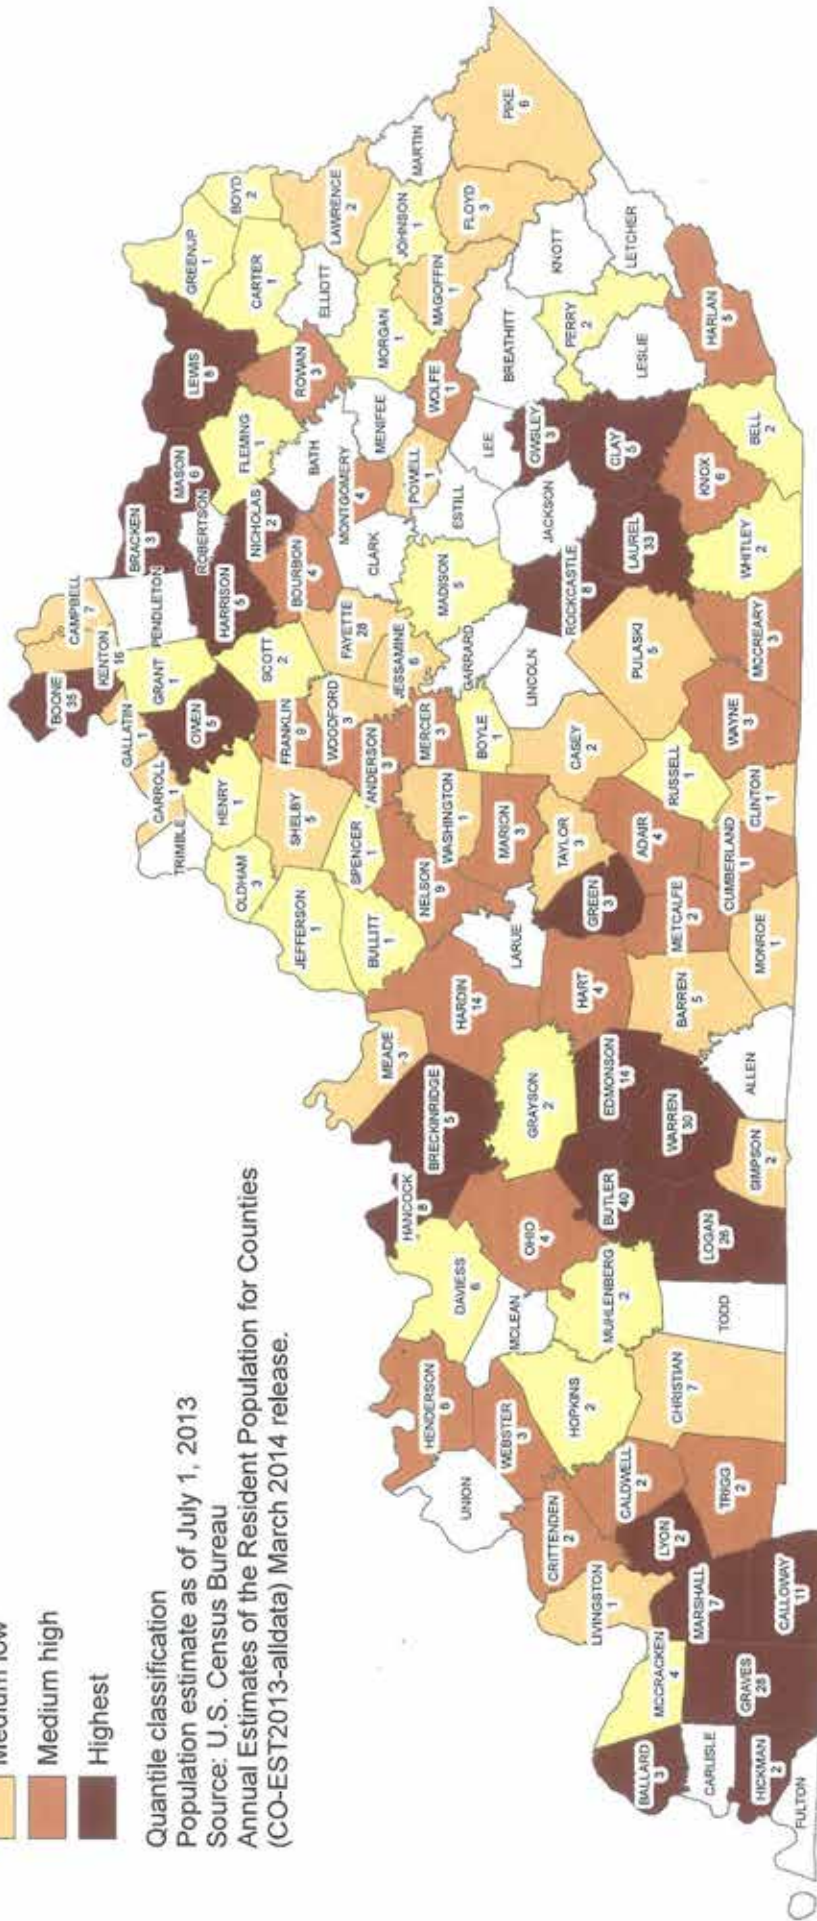 Medium low
Medium high
Highest
Quantile classification
Population estimate as of July 1, 2013
Source: U.S. Census Bureau
Annual Estimates of the Resident Population for Counties
(CO-EST2013-alldata) March 2014 release.
BOONE
35
KENTON
16
CAMPBELL
7
GALLATIN
1
CARROLL
1
TRIMBLE
GRANT
1
PENDLETON
BRACKEN
3
ROBERTSON
MASON
6
LEWIS
GREENUP
1
BOYD
2
CARTER
1
OWEN
5
HARRISON
5
NICHOLAS
2
FLEMING
1
ROWAN
3
ELLIOTT
LAWRENCE
2
HENRY
1
OLDHAM
3
SHELBY
5
FRANKLIN
9
SCOTT
2
BOURBON
4
BATH
MONTGOMERY
4
MENIFEE
MORGAN
1
JOHNSON
1
MARTIN
JEFFERSON
1
SPENCER
1
BULLITT
1
ANDERSON
3
WOODFORD
3
FAYETTE
28
JESSAMINE
6
CLARK
POWELL
1
WOLFE
1
MAGOFFIN
1
FLOYD
3
PIKE
6
MEADE
3
HARDIN
14
NELSON
9
WASHINGTON
1
MERCER
3
BOYLE
1
GARRARD
MADISON
5
ESTILL
LEE
BREATHITT
KNOTT
HANCOCK
8
BRECKINRIDGE
5
LARUE
MARION
3
CASEY
2
LINCOLN
ROCKCASTLE
8
JACKSON
OWSLEY
3
PERRY
2
LETCHER
LESLIE
HENDERSON
6
DAVIESS
6
UNION
WEBSTER
3
MCLEAN
OHIO
4
GRAYSON
2
HART
4
GREEN
3
TAYLOR
3
ADAIR
4
RUSSELL
1
PULASKI
5
LAUREL
33
CLAY
5
HARLAN
5
CRITTENDEN
2
HOPKINS
2
MUHLENBERG
2
BUTLER
40
EDMONSON
14
BARREN
5
METCALFE
2
CUMBERLAND
1
CLINTON
1
WAYNE
3
MCCREARY
3
KNOX
6
WHITLEY
2
BELL
2
LIVINGSTON
1
CALDWELL
2
LYON
2
CHRISTIAN
7
TODD
LOGAN
26
WARREN
30
SIMPSON
2
ALLEN
MONROE
1
MCCRACKEN
4
MARSHALL
7
TRIGG
2
BALLARD
3
CARLISLE
GRAVES
28
CALLOWAY
11
HICKMAN
2
FULTON